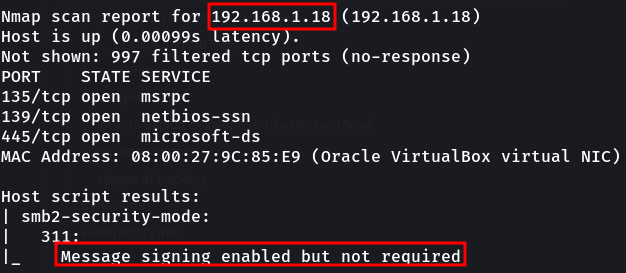 Nmap scan report for 192.168.1.18 (192.168.1.18)
Host is up (0.00099s latency).
Not shown: 997 filtered tcp ports (no-response)
PORT    STATE SERVICE
135/tcp open  msrpc
139/tcp open  netbios-ssn
445/tcp open  microsoft-ds
MAC Address: 08:00:27:9C:85:E9 (Oracle VirtualBox virtual NIC)
Host script results:
| smb2-security-mode:
|   311:
|_    Message signing enabled but not required